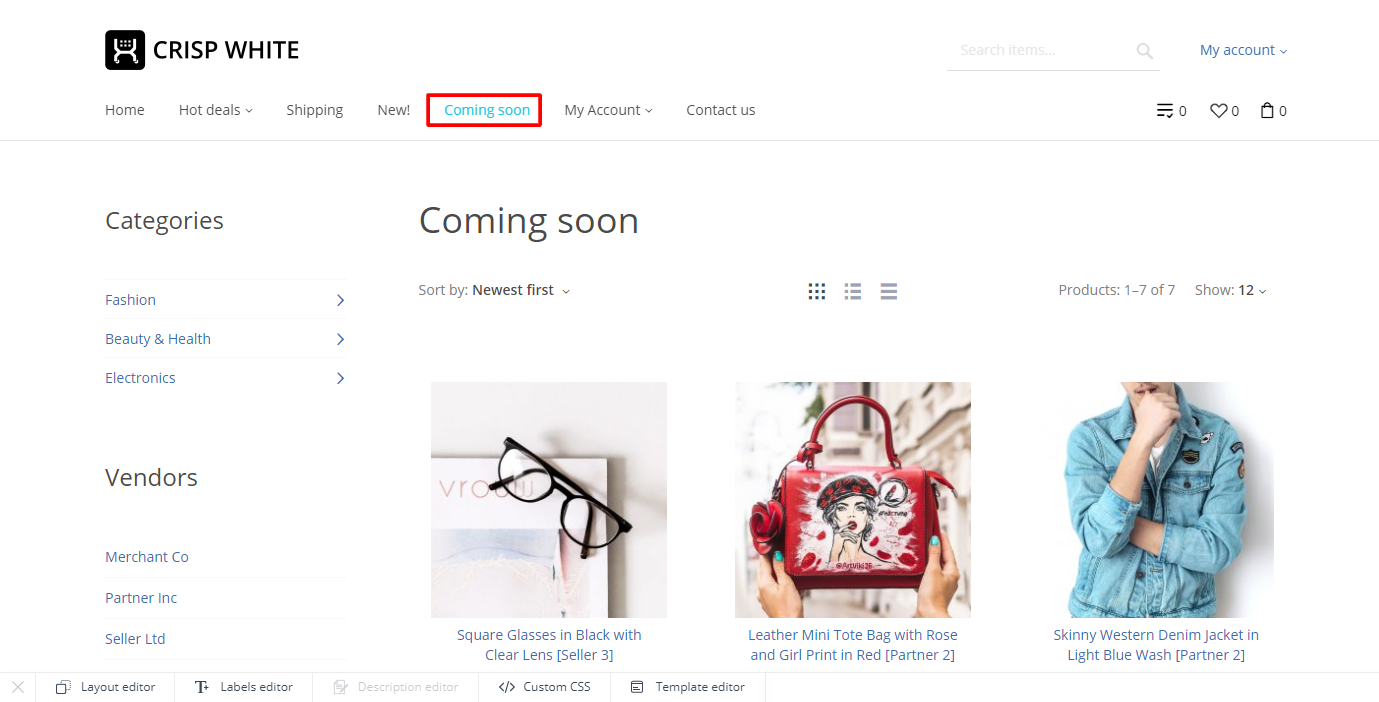 CRISP WHITE
Search items...
My account
Home
Hot deals
Shipping
New!
Coming soon
My Account
Contact us
0
0
0
Categories
Coming soon
Sort by: Newest first
Products: 1–7 of 7
Show: 12
Fashion
Beauty & Health
Electronics
Vendors
Merchant Co
Partner Inc
Seller Ltd
@ArtViki26
Square Glasses in Black with
Clear Lens [Seller 3]
Leather Mini Tote Bag with Rose
and Girl Print in Red [Partner 2]
Skinny Western Denim Jacket in
Light Blue Wash [Partner 2]
Layout editor
Labels editor
Description editor
Custom CSS
Template editor